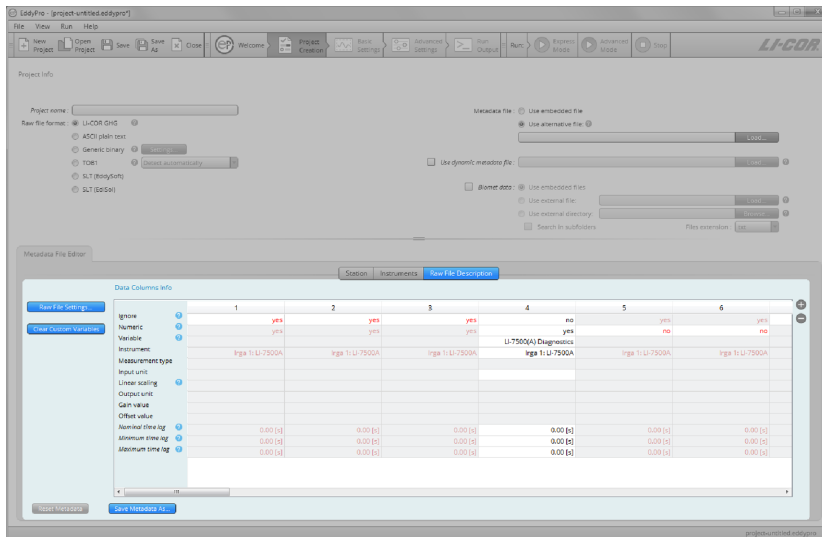 EddyPro - [project-untitled.eddypro*]
File View Run Help
New Project Open Project Save Save As Close Welcome Project Creation Basic Settings Advanced Settings Run Output Run: Express Mode Advanced Mode Stop LI-COR
Project Info
Project name :
Metadata file : Use embedded file
Raw file format : LI-COR GHG
Use alternative file:
ASCII plain text
Load...
Generic binary Settings...
TOB1 Detect automatically
Use dynamic metadata file: Load...
SLT (EddySoft)
Biomet data : Use embedded files
SLT (EdiSol)
Use external file: Load...
Use external directory: Browse...
Search in subfolders Files extension :
Metadata File Editor
Station Instruments Raw File Description
Data Columns Info
Raw File Settings...
Clear Custom Variables
1 2 3 4 5 6
Ignore yes yes yes no yes yes
Numeric yes yes yes yes no no
Variable LI-7500(A) Diagnostics
Instrument Irga 1: LI-7500A Irga 1: LI-7500A Irga 1: LI-7500A Irga 1: LI-7500A Irga 1: LI-7500A Irga 1: LI-7500A
Measurement type
Input unit
Linear scaling
Output unit
Gain value
Offset value
Nominal time lag 0.00 [s] 0.00 [s] 0.00 [s] 0.00 [s] 0.00 [s] 0.00 [s]
Minimum time lag 0.00 [s] 0.00 [s] 0.00 [s] 0.00 [s] 0.00 [s] 0.00 [s]
Maximum time lag 0.00 [s] 0.00 [s] 0.00 [s] 0.00 [s] 0.00 [s] 0.00 [s]
Reset Metadata Save Metadata As...
project-untitled.eddypro